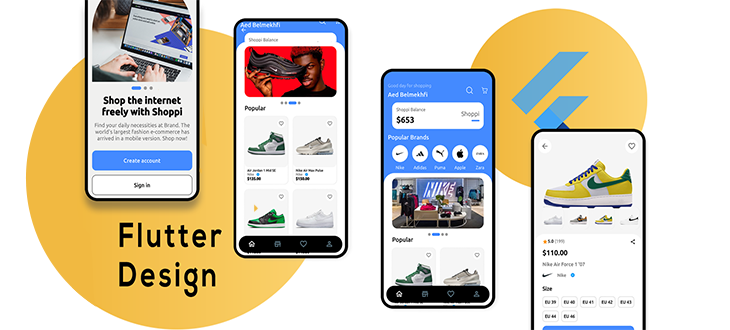 Shop the internet
freely with Shoppi
Find your daily necessities at Brand. The
world's largest fashion e-commerce has
arrived in a mobile version. Shop now!
Create account
Sign in
Flutter
Design
Aed Belmekhfi
Shoppi Balance
Popular
Air Jordan 1 Mid SE
Nike
$135.00
Nike Air Max Pulse
Nike
$150.00
Good day for shopping
Aed Belmekhfi
Shoppi Balance
$653
Shoppi
Popular Brands
Nike
Adidas
Puma
Apple
Zara
NIKE
Popular
5.0 (199)
$110.00
Nike Air Force 1 '07
Nike
Size
EU 39
EU 40
EU 41
EU 42
EU 43
EU 44
EU 46